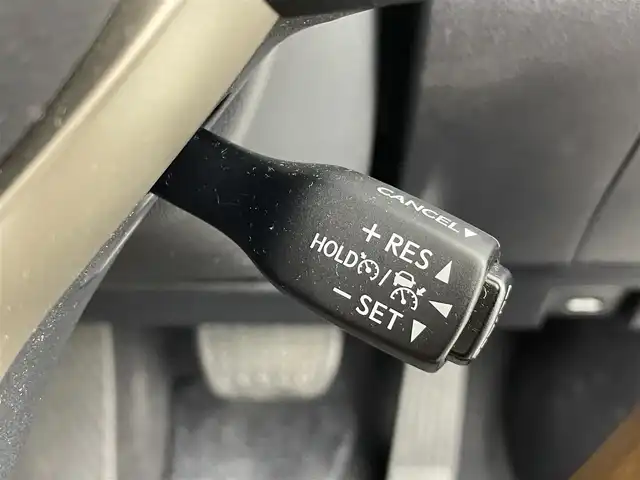 CANCEL▼
+ RES ▲
HOLD /
− SET ▼